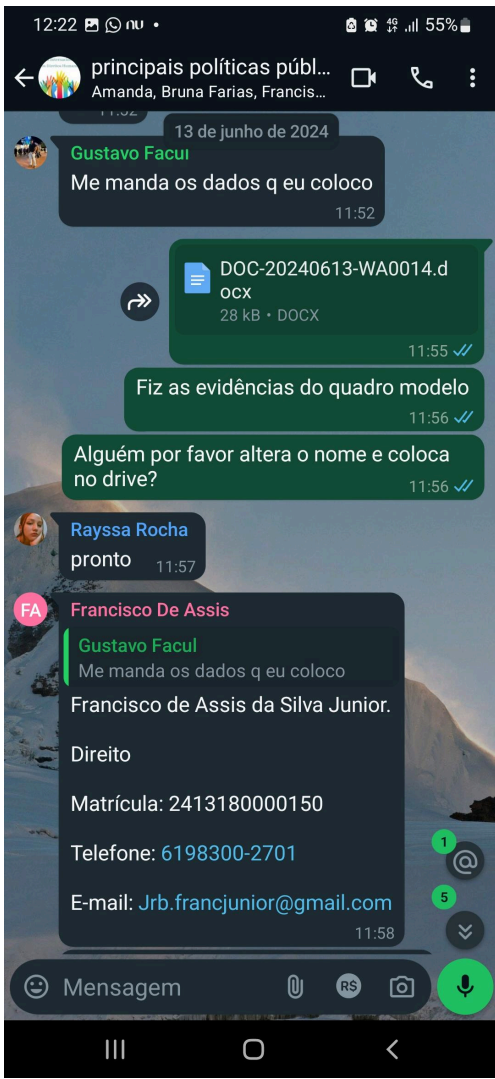 12:22
4G
55%
principais políticas públ...
Amanda, Bruna Farias, Francis...
11:52
13 de junho de 2024
Gustavo Facul
Me manda os dados q eu coloco
11:52
DOC-20240613-WA0014.d
ocx
28 kB • DOCX
11:55
Fiz as evidências do quadro modelo
11:56
Alguém por favor altera o nome e coloca
no drive?
11:56
Rayssa Rocha
pronto
11:57
FA
Francisco De Assis
Gustavo Facul
Me manda os dados q eu coloco
Francisco de Assis da Silva Junior.
Direito
Matrícula: 2413180000150
Telefone: 6198300-2701
1
@
E-mail: Jrb.francjunior@gmail.com
5
11:58
Mensagem
R$